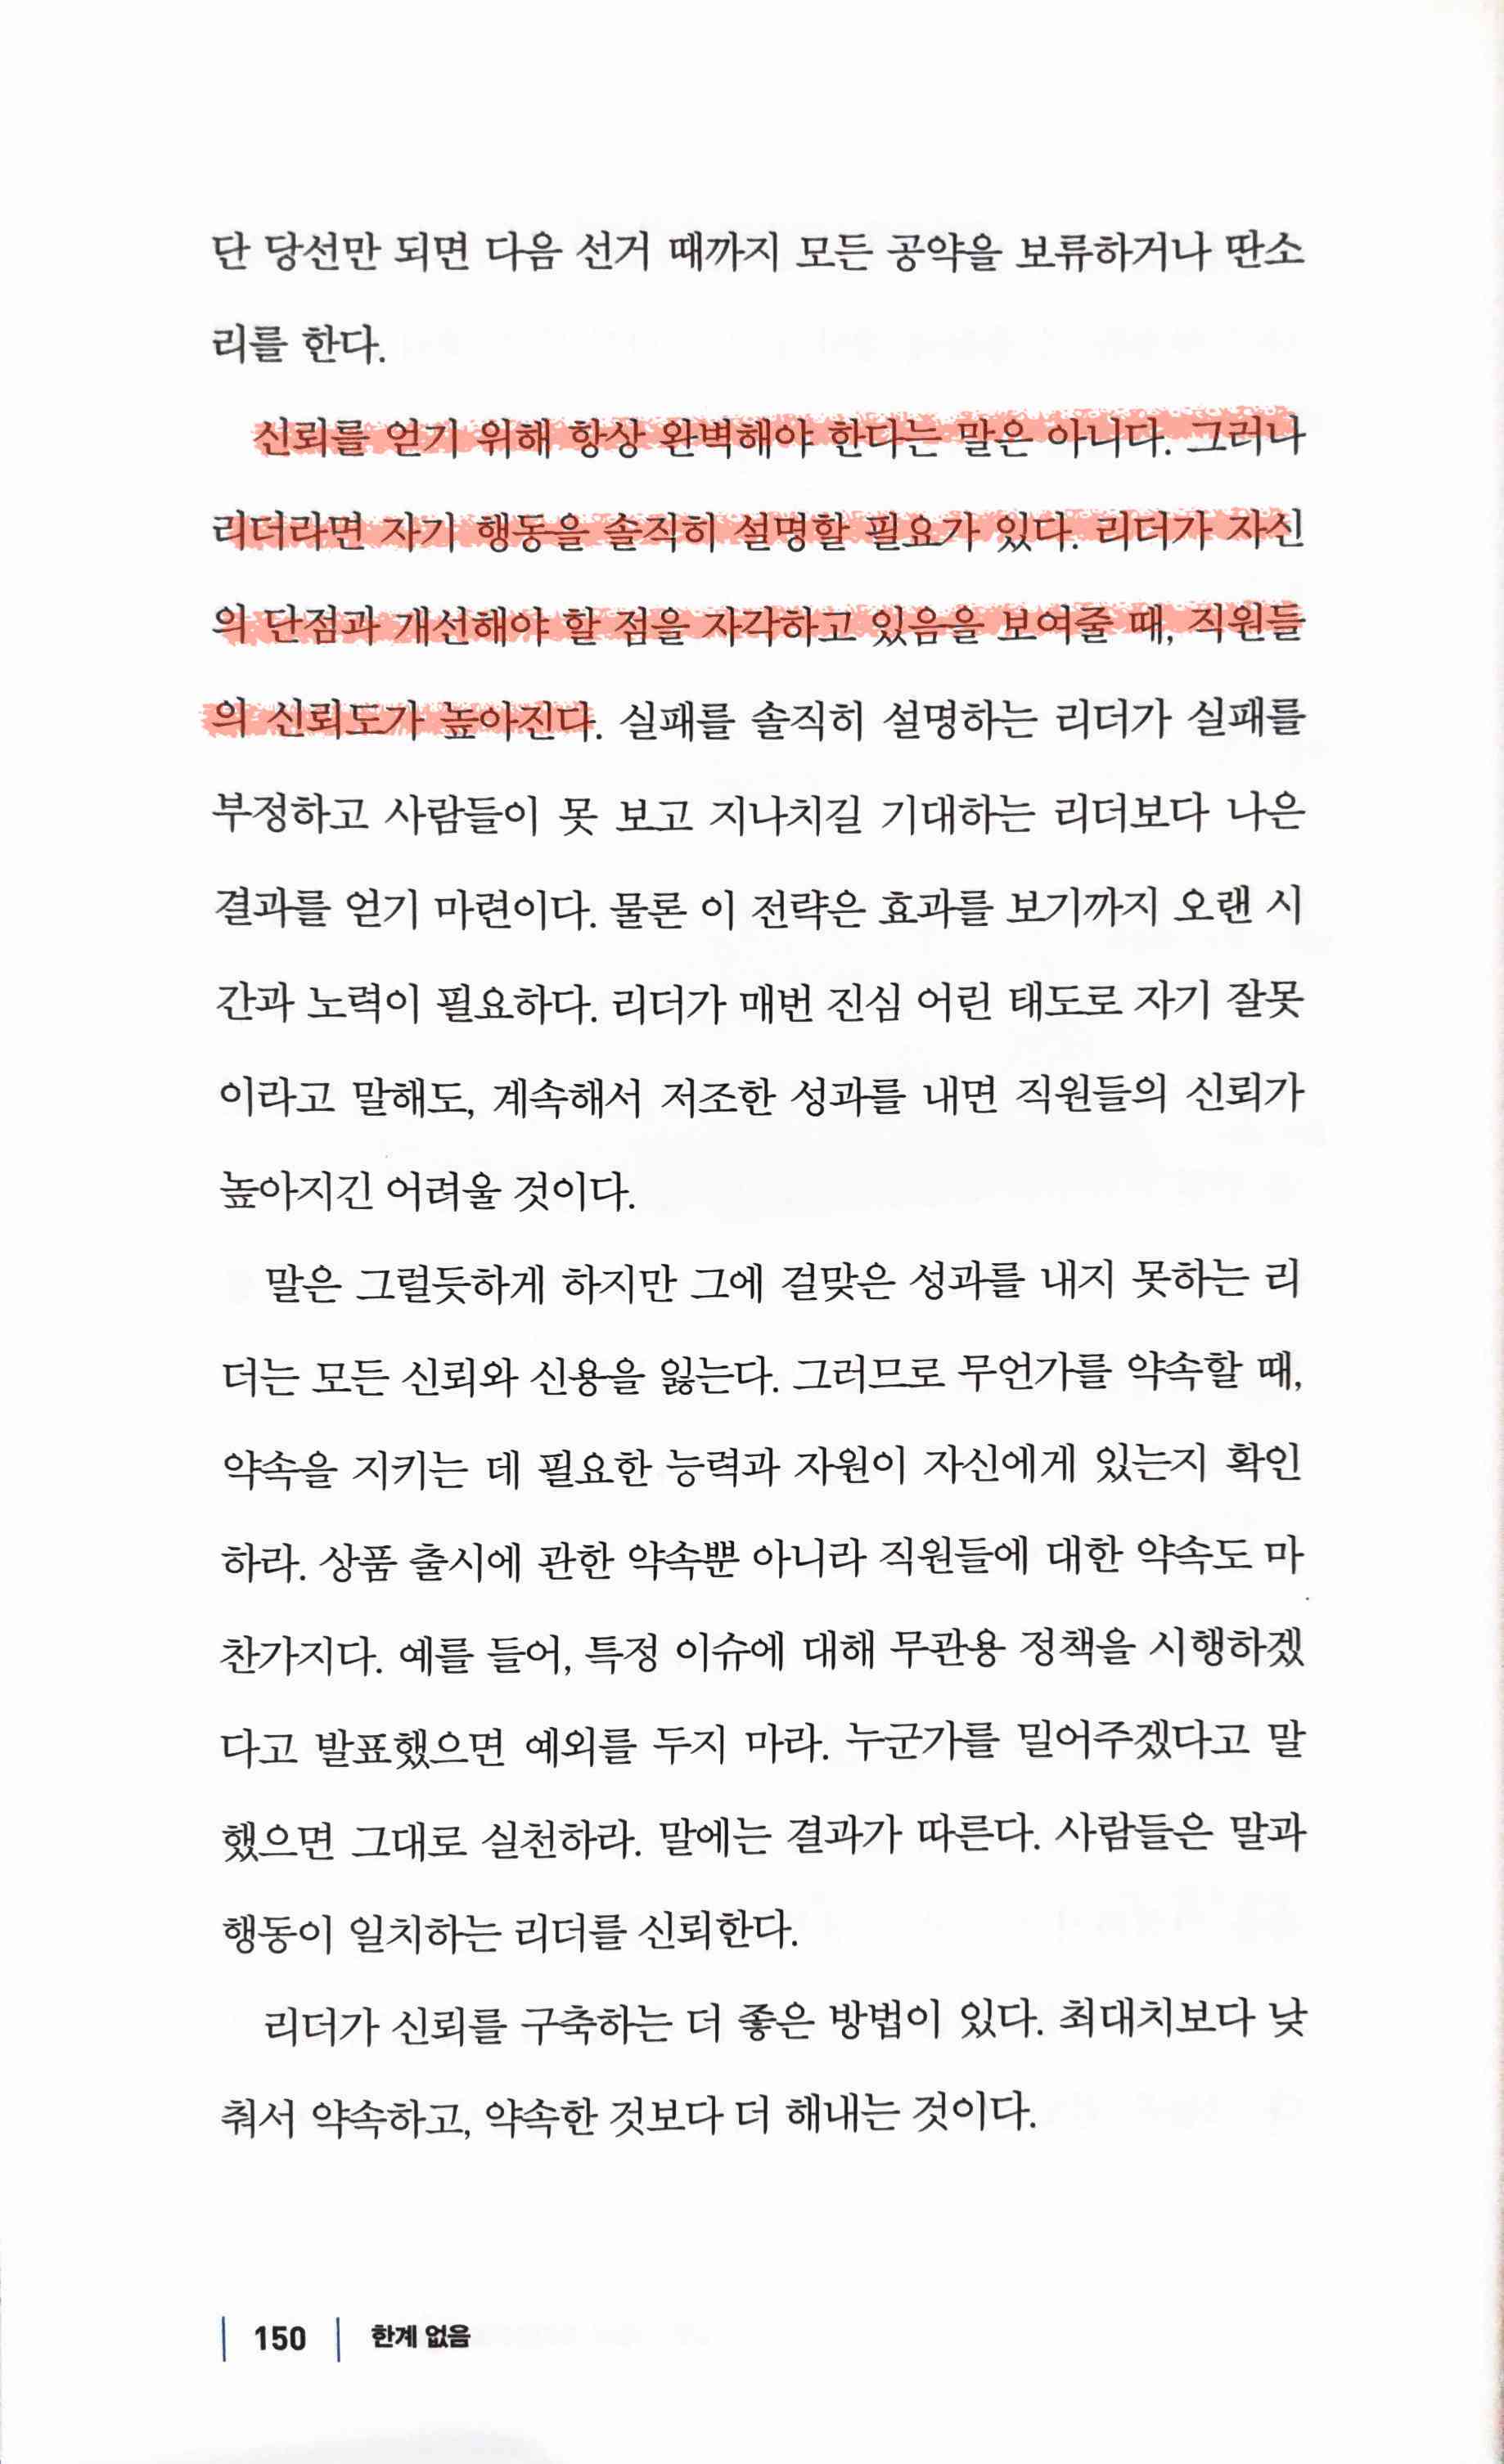 단 당선만 되면 다음 선거 때까지 모든 공약을 보류하거나 딴소
리를 한다.
신뢰를 얻기 위해 항상 완벽해야 한다는 말은 아니다. 그러나
리더라면 자기 행동을 솔직히 설명할 필요가 있다. 리더가 자신
의 단점과 개선해야 할 점을 자각하고 있음을 보여줄 때, 직원들
의 신뢰도가 높아진다. 실패를 솔직히 설명하는 리더가 실패를
부정하고 사람들이 못 보고 지나치길 기대하는 리더보다 나은
결과를 얻기 마련이다. 물론 이 전략은 효과를 보기까지 오랜 시
간과 노력이 필요하다. 리더가 매번 진심 어린 태도로 자기 잘못
이라고 말해도, 계속해서 저조한 성과를 내면 직원들의 신뢰가
높아지긴 어려울 것이다.
말은 그럴듯하게 하지만 그에 걸맞은 성과를 내지 못하는 리
더는 모든 신뢰와 신용을 잃는다. 그러므로 무언가를 약속할 때,
약속을 지키는 데 필요한 능력과 자원이 자신에게 있는지 확인
하라. 상품 출시에 관한 약속뿐 아니라 직원들에 대한 약속도 마
찬가지다. 예를 들어, 특정 이슈에 대해 무관용 정책을 시행하겠
다고 발표했으면 예외를 두지 마라. 누군가를 밀어주겠다고 말
했으면 그대로 실천하라. 말에는 결과가 따른다. 사람들은 말과
행동이 일치하는 리더를 신뢰한다.
리더가 신뢰를 구축하는 더 좋은 방법이 있다. 최대치보다 낮
춰서 약속하고, 약속한 것보다 더 해내는 것이다.
150 한계 없음